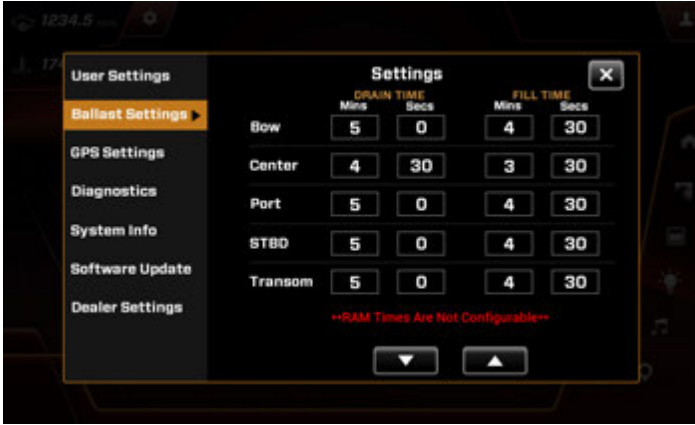 1234.5
174
Settings
User Settings
Ballast Settings
GPS Settings
Diagnostics
System Info
Software Update
Dealer Settings
DRAIN TIME FILL TIME
Mins Secs Mins Secs
Bow 5 0 4 30
Center 4 30 3 30
Port 5 0 4 30
STBD 5 0 4 30
Transom 5 0 4 30
**RAM Times Are Not Configurable**